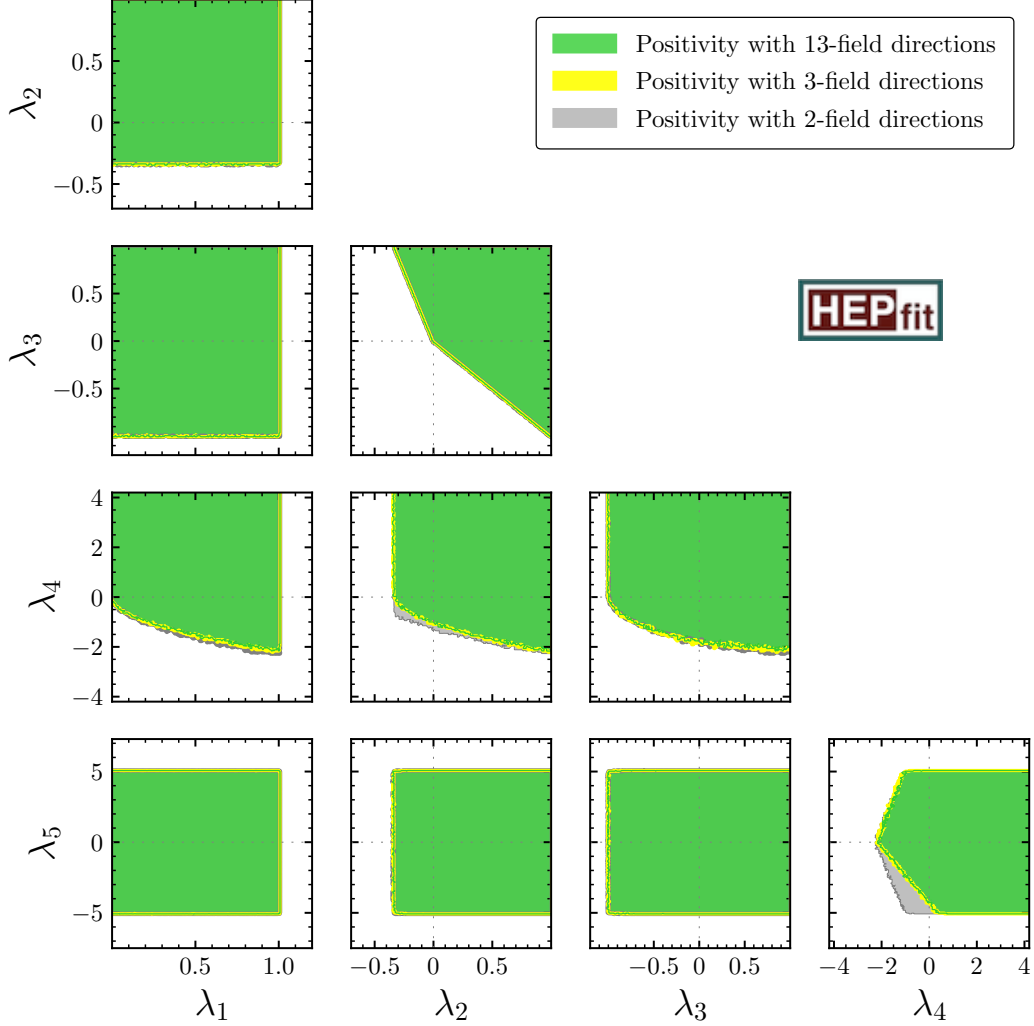 λ2
0.5
0
−0.5
Positivity with 13-field directions
Positivity with 3-field directions
Positivity with 2-field directions
λ3
0.5
0
−0.5
HEPfit
λ4
4
2
0
−2
−4
λ5
5
0
−5
0.5 1.0
−0.5 0 0.5
−0.5 0 0.5
−4 −2 0 2 4
λ1 λ2 λ3 λ4